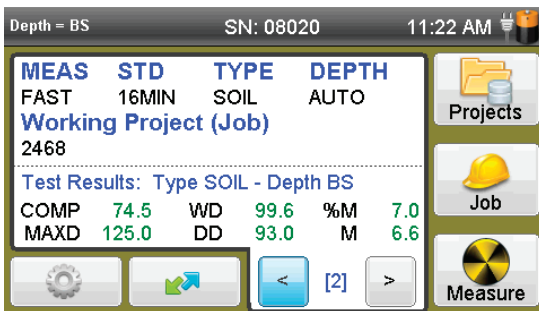 Depth = BS SN: 08020 11:22 AM
MEAS STD TYPE DEPTH
FAST 16MIN SOIL AUTO
Working Project (Job)
2468
Test Results: Type SOIL - Depth BS
COMP 74.5 WD 99.6 %M 7.0
MAXD 125.0 DD 93.0 M 6.6
Projects
Job
< [2] >
Measure